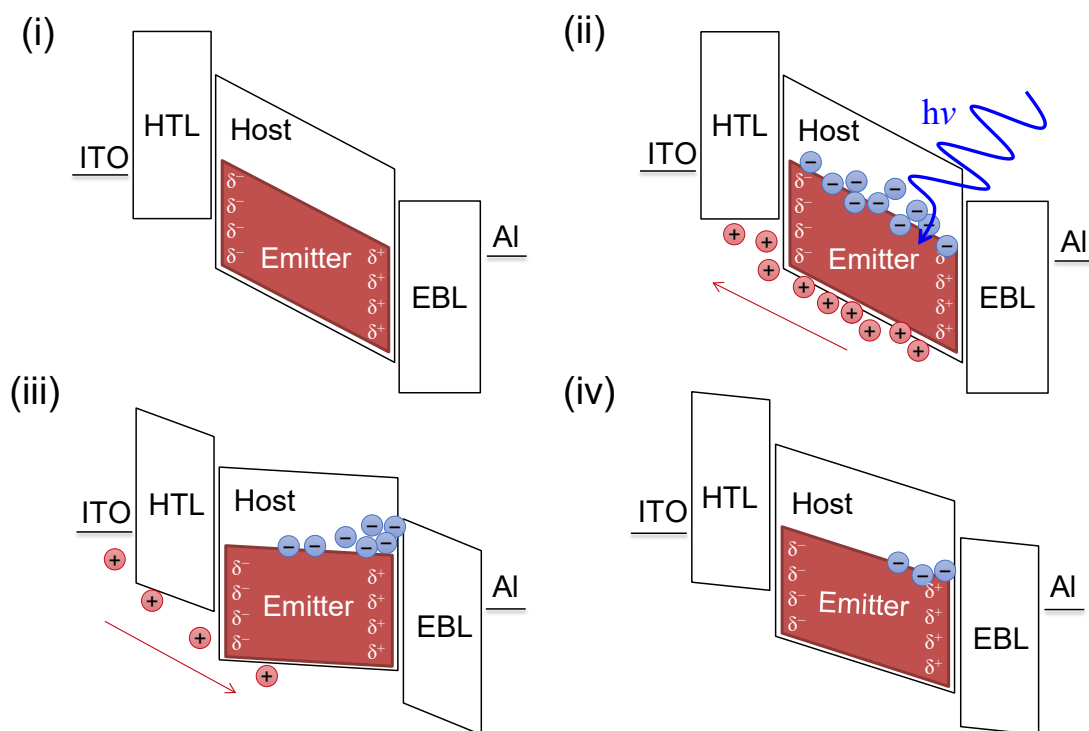 (i)
HTL
Host
ITO
δ⁻
δ⁻
δ⁻
δ⁻
Emitter
δ⁺
δ⁺
δ⁺
δ⁺
EBL
Al
(ii)
HTL
Host
hν
ITO
δ⁻
δ⁻
δ⁻
δ⁻
Emitter
δ⁺
δ⁺
δ⁺
δ⁺
EBL
Al
− − − − − − − − − −
+ + + + + + + + +
(iii)
HTL
Host
ITO
δ⁻
δ⁻
δ⁻
δ⁻
Emitter
δ⁺
δ⁺
δ⁺
δ⁺
EBL
Al
− − − − − − −
+ + + +
(iv)
HTL
Host
ITO
δ⁻
δ⁻
δ⁻
δ⁻
Emitter
δ⁺
δ⁺
δ⁺
δ⁺
EBL
Al
− − −